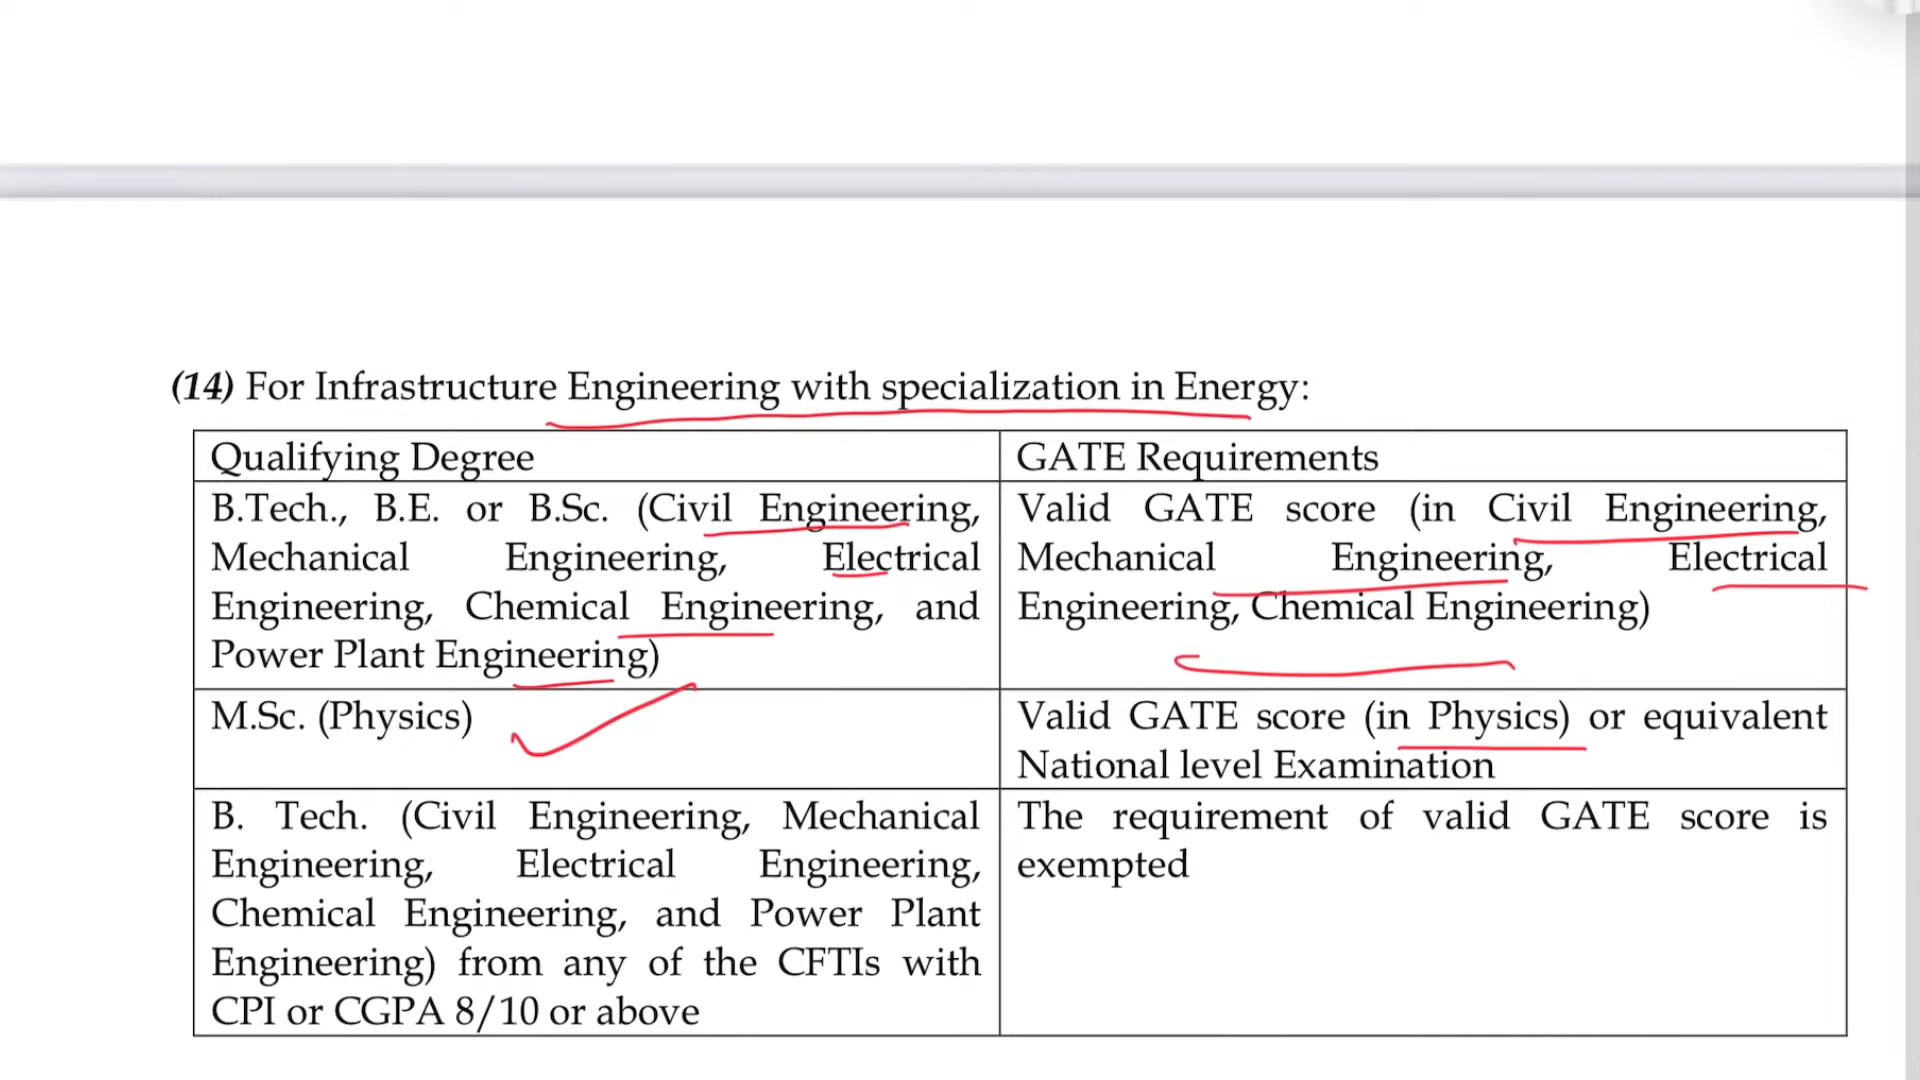 (14) For Infrastructure Engineering with specialization in Energy:
Qualifying Degree
GATE Requirements
B.Tech., B.E. or B.Sc. (Civil Engineering,
Mechanical Engineering, Electrical
Engineering, Chemical Engineering, and
Power Plant Engineering)
Valid GATE score (in Civil Engineering,
Mechanical Engineering, Electrical
Engineering, Chemical Engineering)
M.Sc. (Physics)
Valid GATE score (in Physics) or equivalent
National level Examination
B. Tech. (Civil Engineering, Mechanical
Engineering, Electrical Engineering,
Chemical Engineering, and Power Plant
Engineering) from any of the CFTIs with
CPI or CGPA 8/10 or above
The requirement of valid GATE score is
exempted